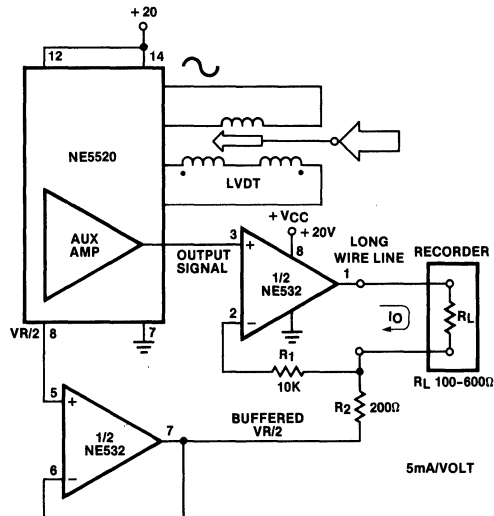 + 20
12 14
NE5520
LVDT
AUX
AMP
OUTPUT
SIGNAL
3
+
+ VCC
+ 20V
8
1/2
NE532
2
−
1
LONG
WIRE LINE
RECORDER
IO
RL
RL 100-600Ω
R1
10K
R2 200Ω
VR/2 8
7
5
+
1/2
NE532
6
−
7
BUFFERED
VR/2
5mA/VOLT